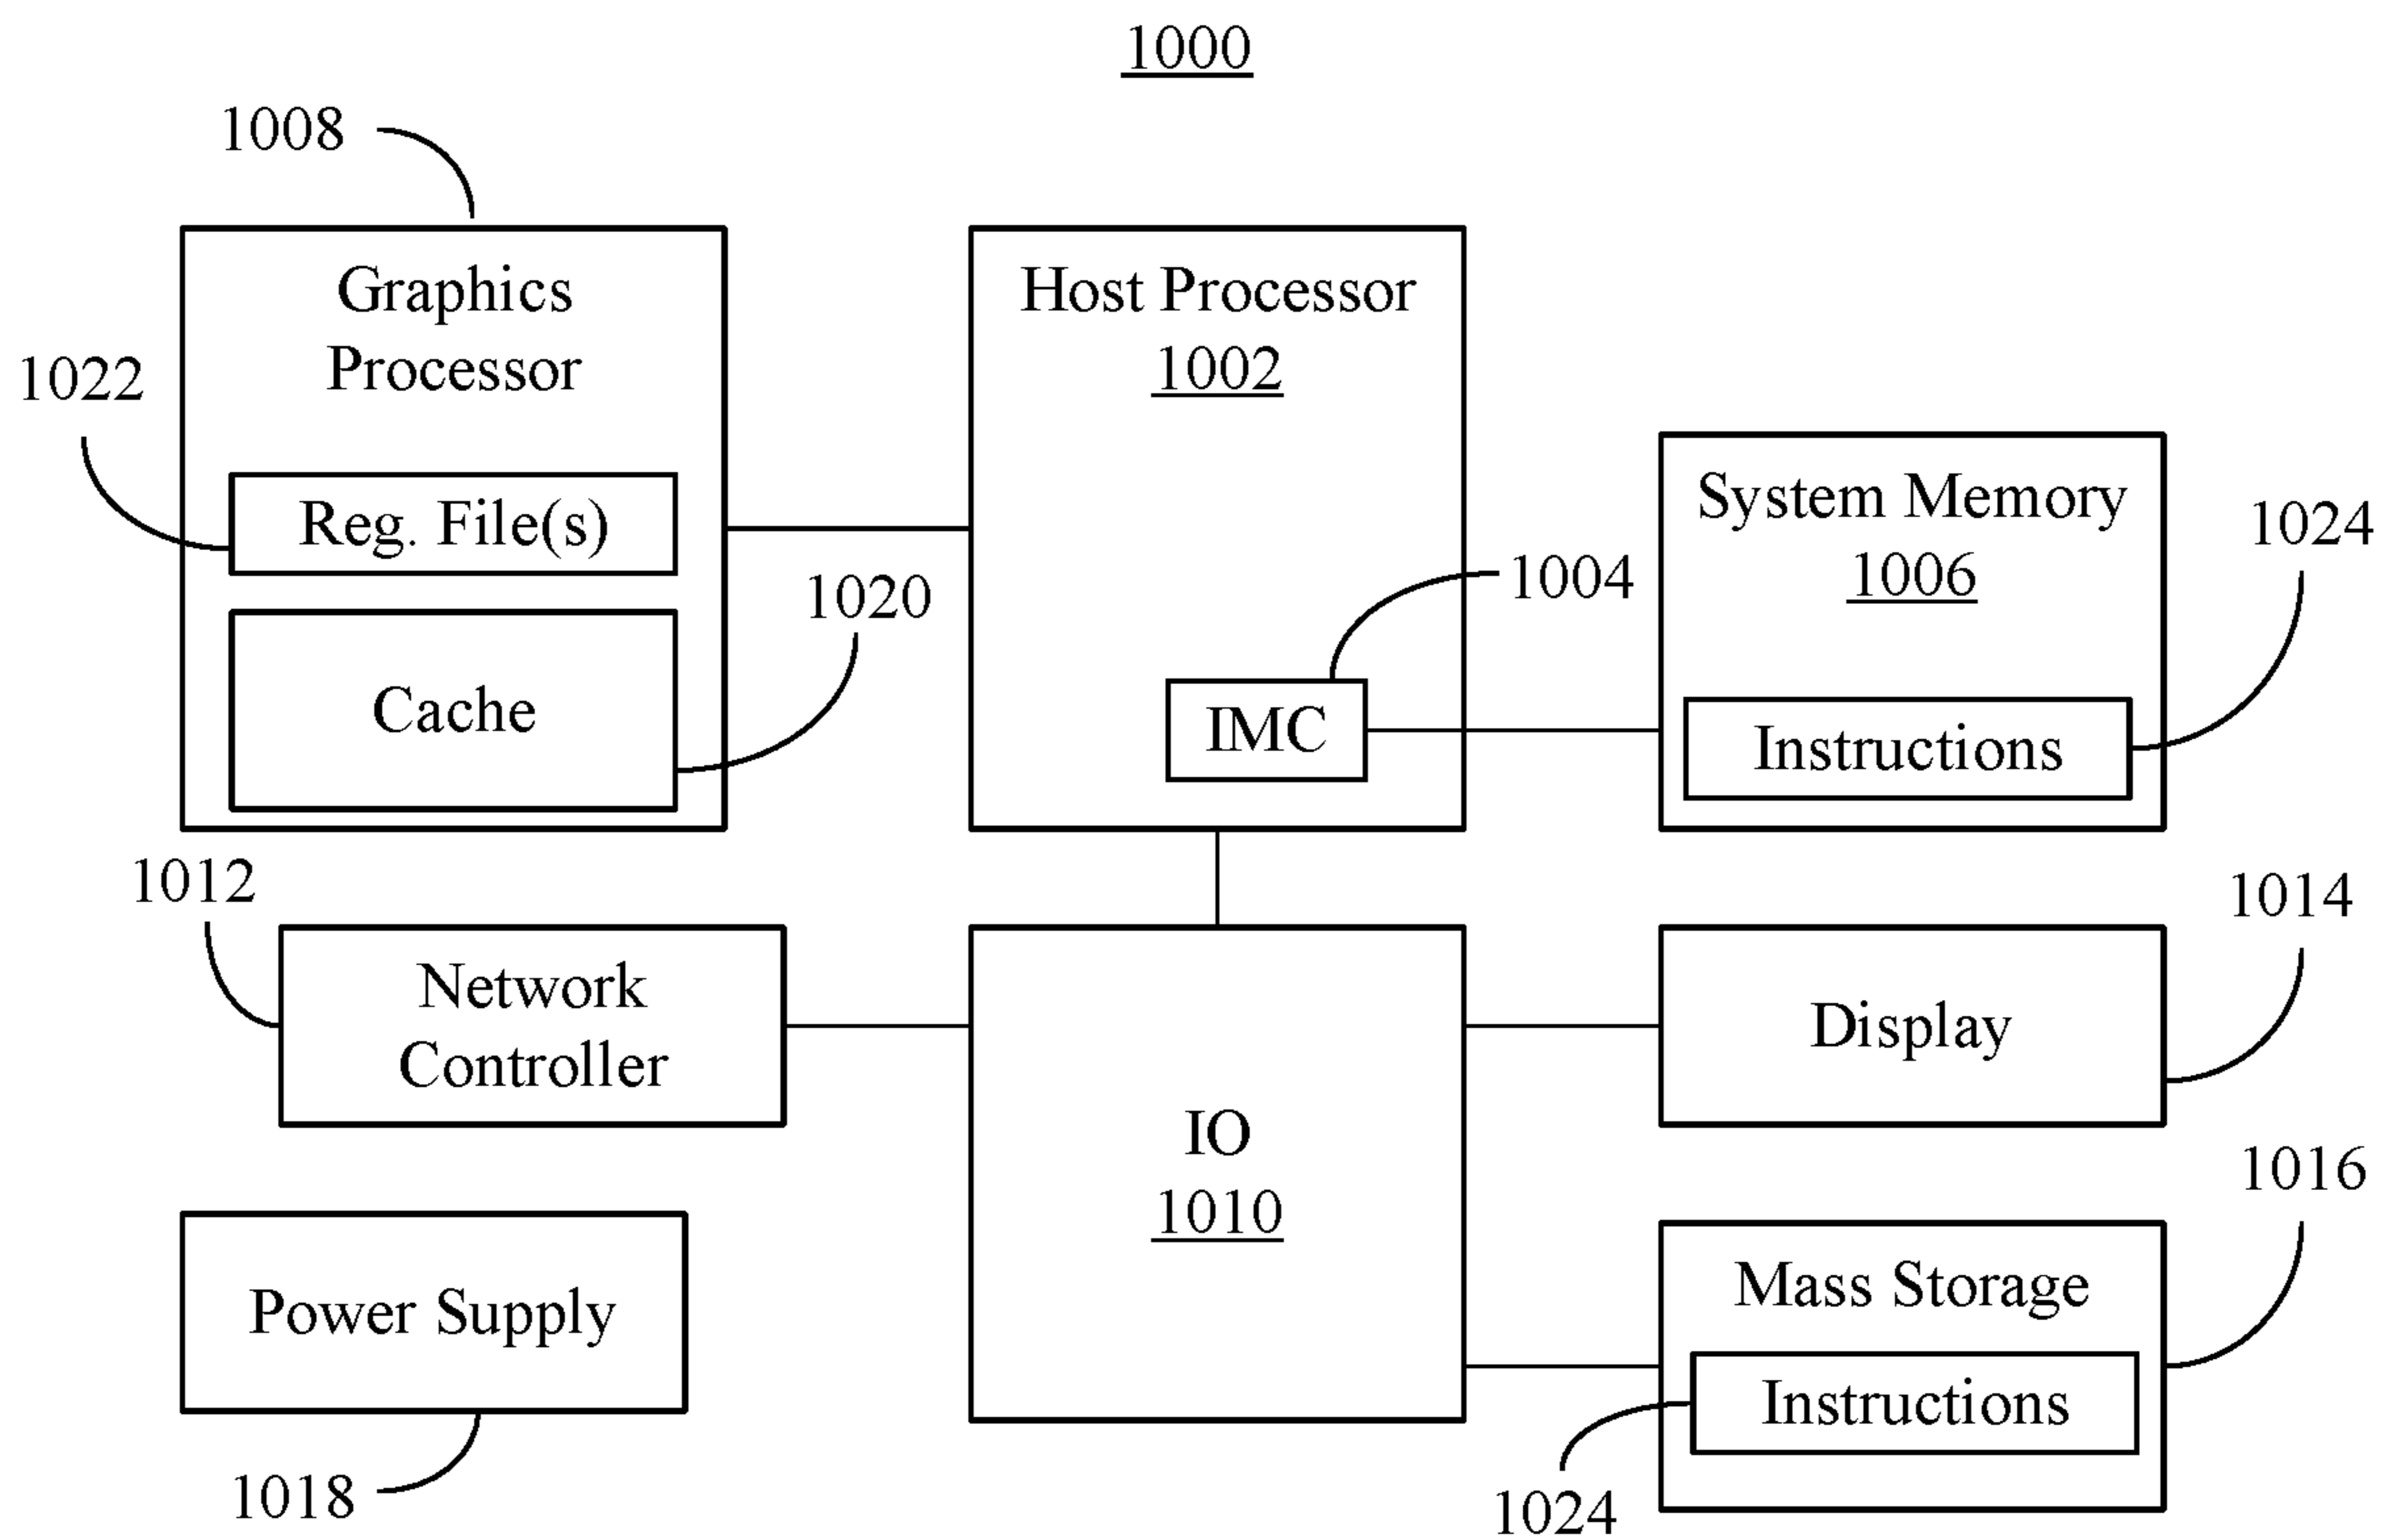 1000
1008
Graphics
Processor
1022
Reg. File(s)
1020
Cache
Host Processor
1002
1004
IMC
System Memory
1006
1024
Instructions
1012
Network
Controller
IO
1010
1014
Display
1016
Mass Storage
Instructions
1024
Power Supply
1018